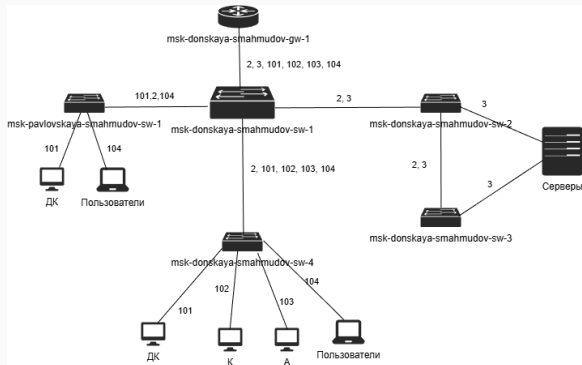 msk-donskaya-smahmudov-gw-1
2, 3, 101, 102, 103, 104
101,2,104
2, 3
3
msk-pavlovskaya-smahmudov-sw-1
msk-donskaya-smahmudov-sw-1
msk-donskaya-smahmudov-sw-2
101
104
2, 3
3
Серверы
ДК
Пользователи
2, 101, 102, 103, 104
msk-donskaya-smahmudov-sw-3
msk-donskaya-smahmudov-sw-4
101
102
103
104
ДК
К
А
Пользователи